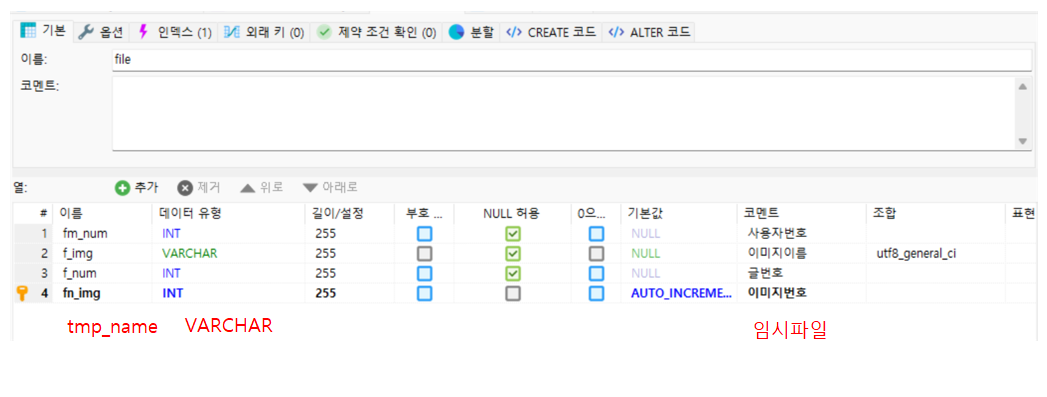 기본 옵션 인덱스 (1) 외래 키 (0) 제약 조건 확인 (0) 분할 </> CREATE 코드 </> ALTER 코드
이름: file
코멘트:
열: 추가 제거 위로 아래로
# 이름 데이터 유형 길이/설정 부호 ... NULL 허용 0으... 기본값 코멘트 조합 표현
1 fm_num INT 255 NULL 사용자번호
2 f_img VARCHAR 255 NULL 이미지이름 utf8_general_ci
3 f_num INT 255 NULL 글번호
4 fn_img INT 255 AUTO_INCREME... 이미지번호
tmp_name VARCHAR 임시파일